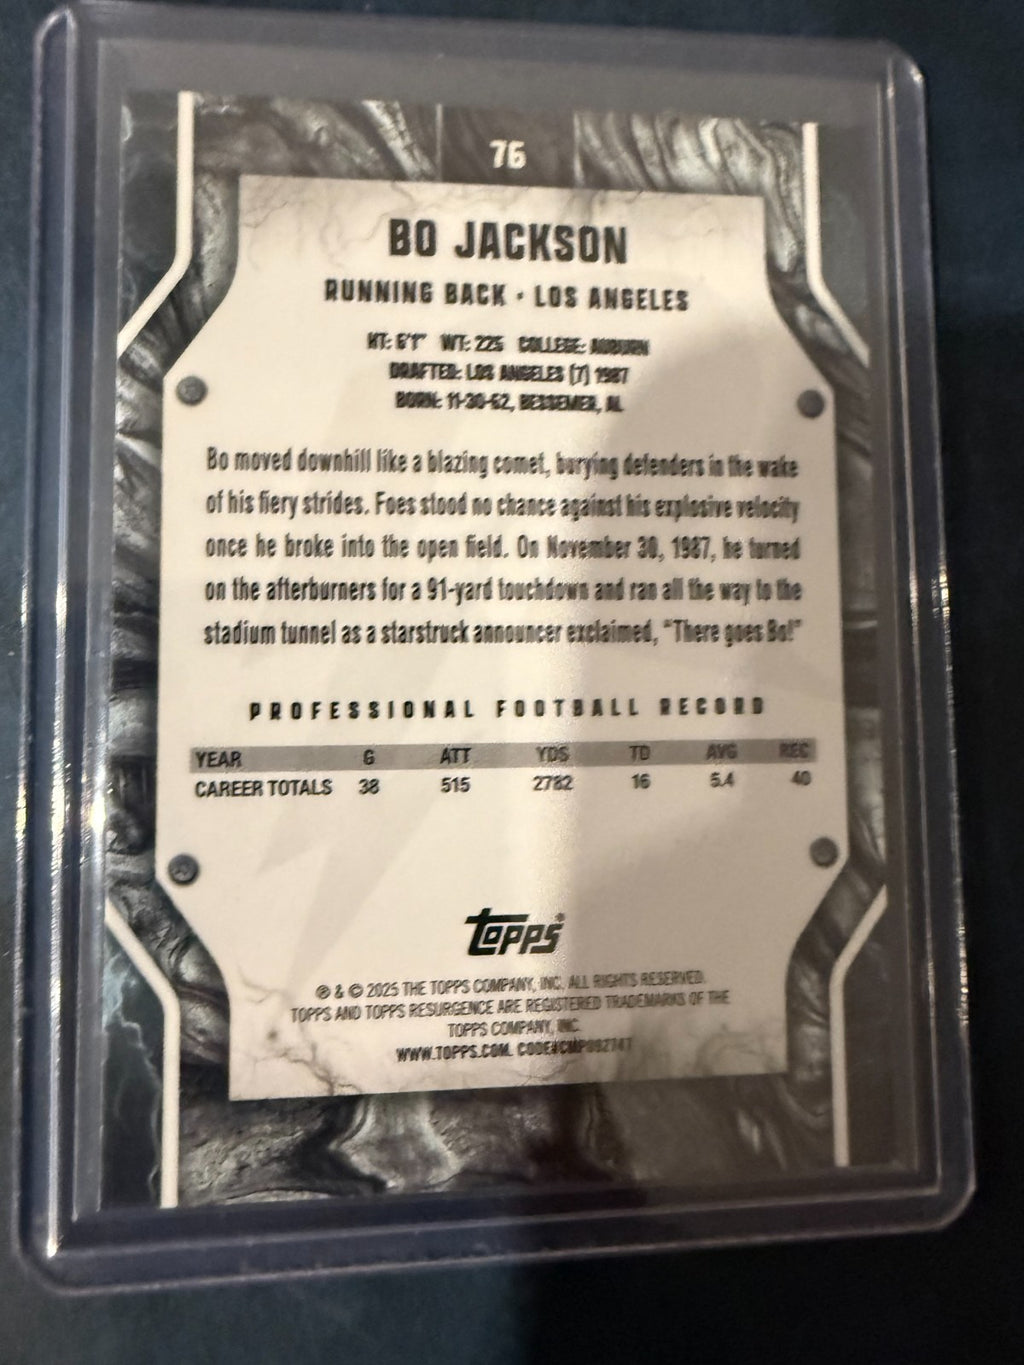 76
BO JACKSON
RUNNING BACK • LOS ANGELES
HT: 6'1" WT: 225 COLLEGE: AUBURN
DRAFTED: LOS ANGELES (7) 1987
BORN: 11-30-62, BESSEMER, AL
Bo moved downhill like a blazing comet, burying defenders in the wake
of his fiery strides. Foes stood no chance against his explosive velocity
once he broke into the open field. On November 30, 1987, he turned
on the afterburners for a 91-yard touchdown and ran all the way to the
stadium tunnel as a starstruck announcer exclaimed, "There goes Bo!"
PROFESSIONAL FOOTBALL RECORD
YEAR G ATT YDS TD AVG REC
CAREER TOTALS 38 515 2782 16 5.4 40
Topps®
℗ & © 2025 THE TOPPS COMPANY, INC. ALL RIGHTS RESERVED.
TOPPS AND TOPPS RESURGENCE ARE REGISTERED TRADEMARKS OF THE
TOPPS COMPANY, INC.
WWW.TOPPS.COM. CODE#CMP092747